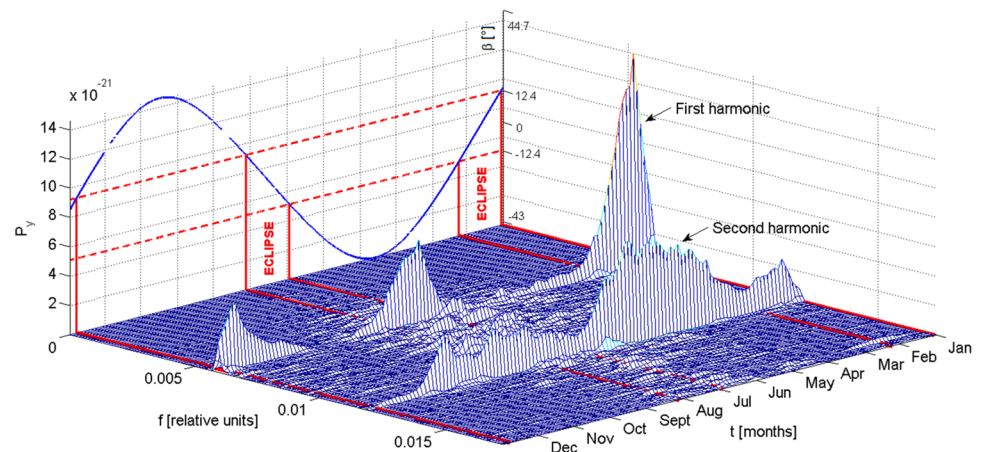 44.7
β [°]
x 10^-21
14
12.4
First harmonic
12
0
10
-12.4
8
ECLIPSE
P_y
6
-43
Second harmonic
ECLIPSE
4
2
0
Jan
Feb
0.005
Mar
Apr
May
Jun
0.01
Jul
Aug
f [relative units]
Sept
t [months]
Oct
Nov
0.015
Dec